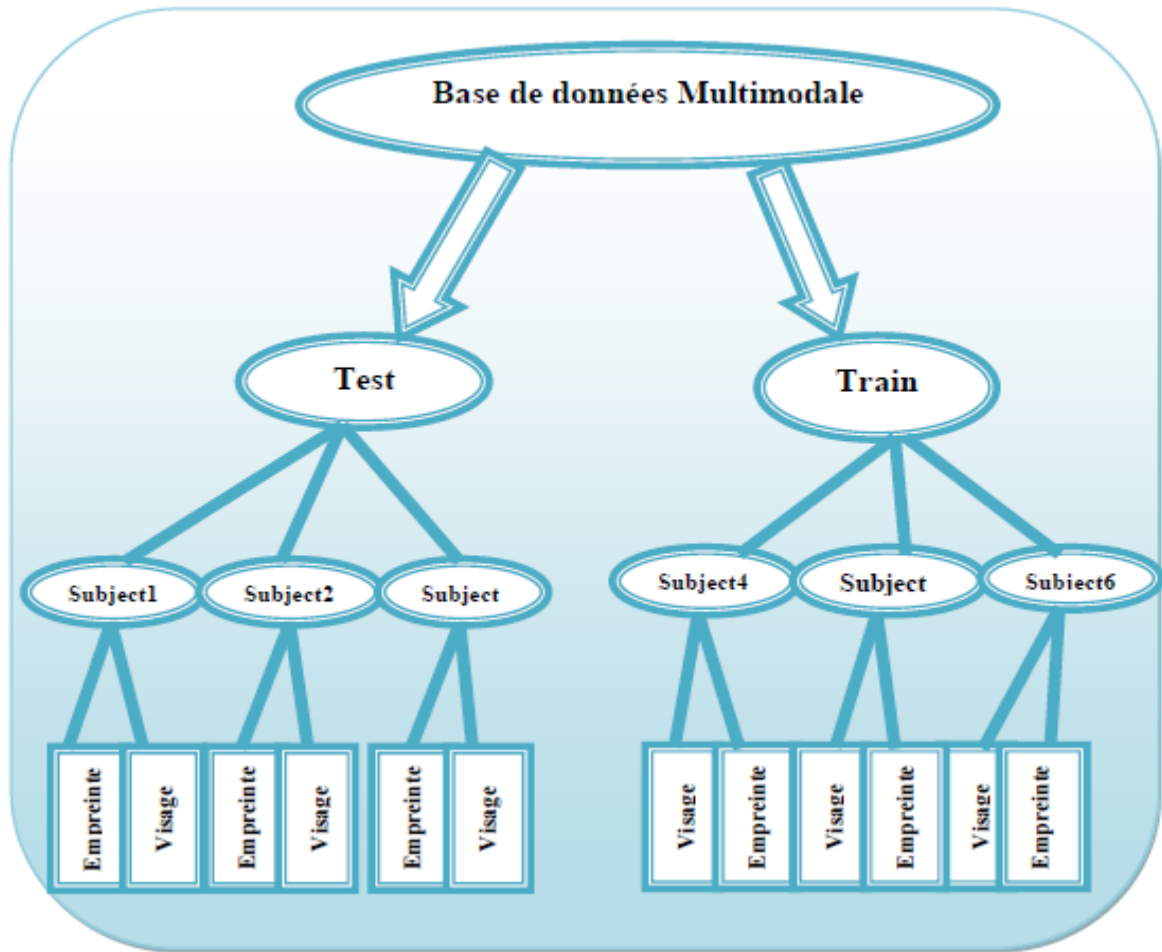 Base de données Multimodale
Test
Train
Subject1
Subject2
Subject
Subject4
Subject
Subject6
Empreinte
Visage
Empreinte
Visage
Empreinte
Visage
Visage
Empreinte
Visage
Empreinte
Visage
Empreinte